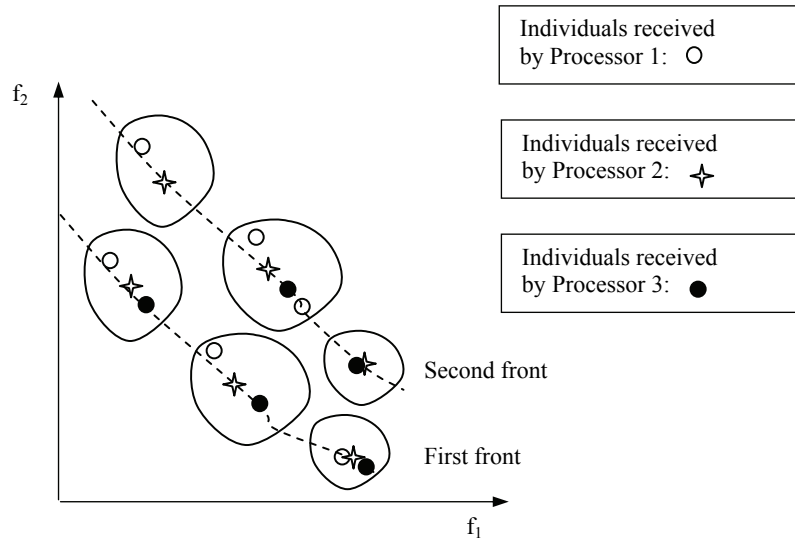 Individuals received
by Processor 1:
f2
Individuals received
by Processor 2:
Individuals received
by Processor 3:
Second front
First front
f1